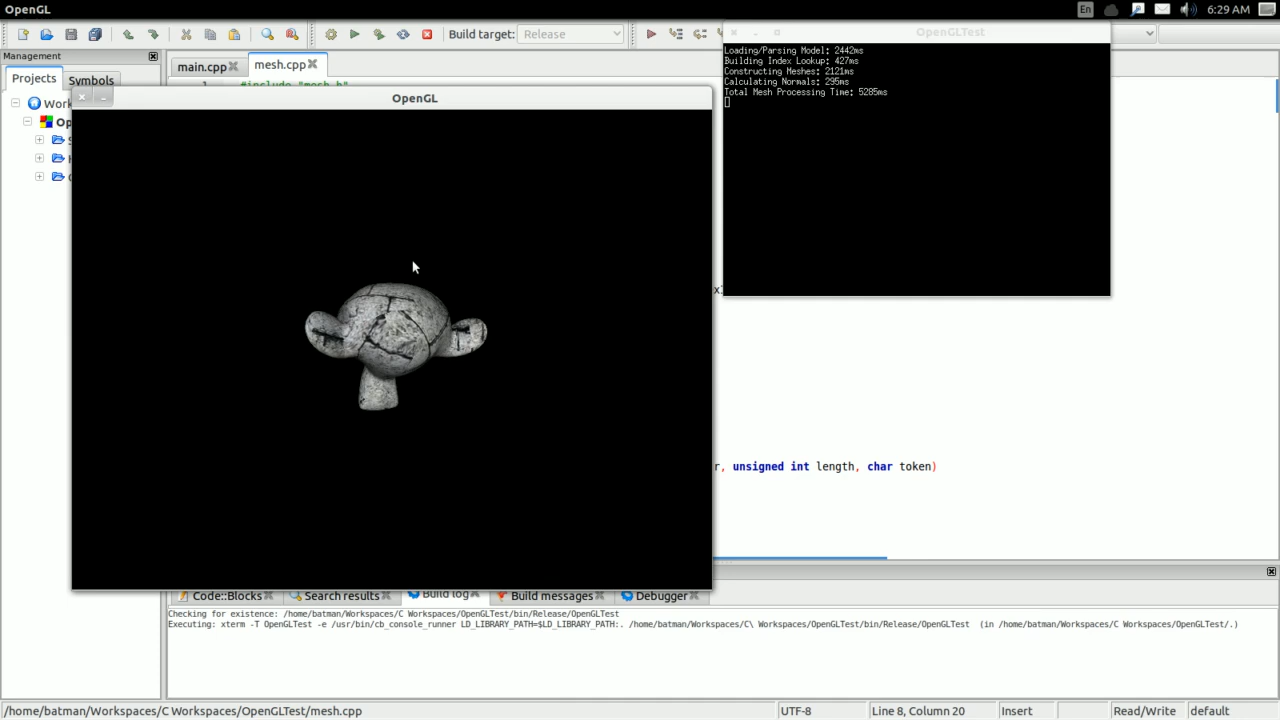 OpenGL
En
6:29 AM
Build target:
Release
Management
Projects
Symbols
main.cpp
mesh.cpp
1
#include "mesh.h"
OpenGLTest
Loading/Parsing Model: 2442ms
Building Index Lookup: 427ms
Constructing Meshes: 2121ms
Calculating Normals: 295ms
Total Mesh Processing Time: 5285ms
OpenGL
r, unsigned int length, char token)
Code::Blocks
Search results
Build log
Build messages
Debugger
Checking for existence: /home/batman/Workspaces/C Workspaces/OpenGLTest/bin/Release/OpenGLTest
Executing: xterm -T OpenGLTest -e /usr/bin/cb_console_runner LD_LIBRARY_PATH=$LD_LIBRARY_PATH:. /home/batman/Workspaces/C\ Workspaces/OpenGLTest/bin/Release/OpenGLTest (in /home/batman/Workspaces/C Workspaces/OpenGLTest/.)
/home/batman/Workspaces/C Workspaces/OpenGLTest/mesh.cpp
UTF-8
Line 8, Column 20
Insert
Read/Write
default